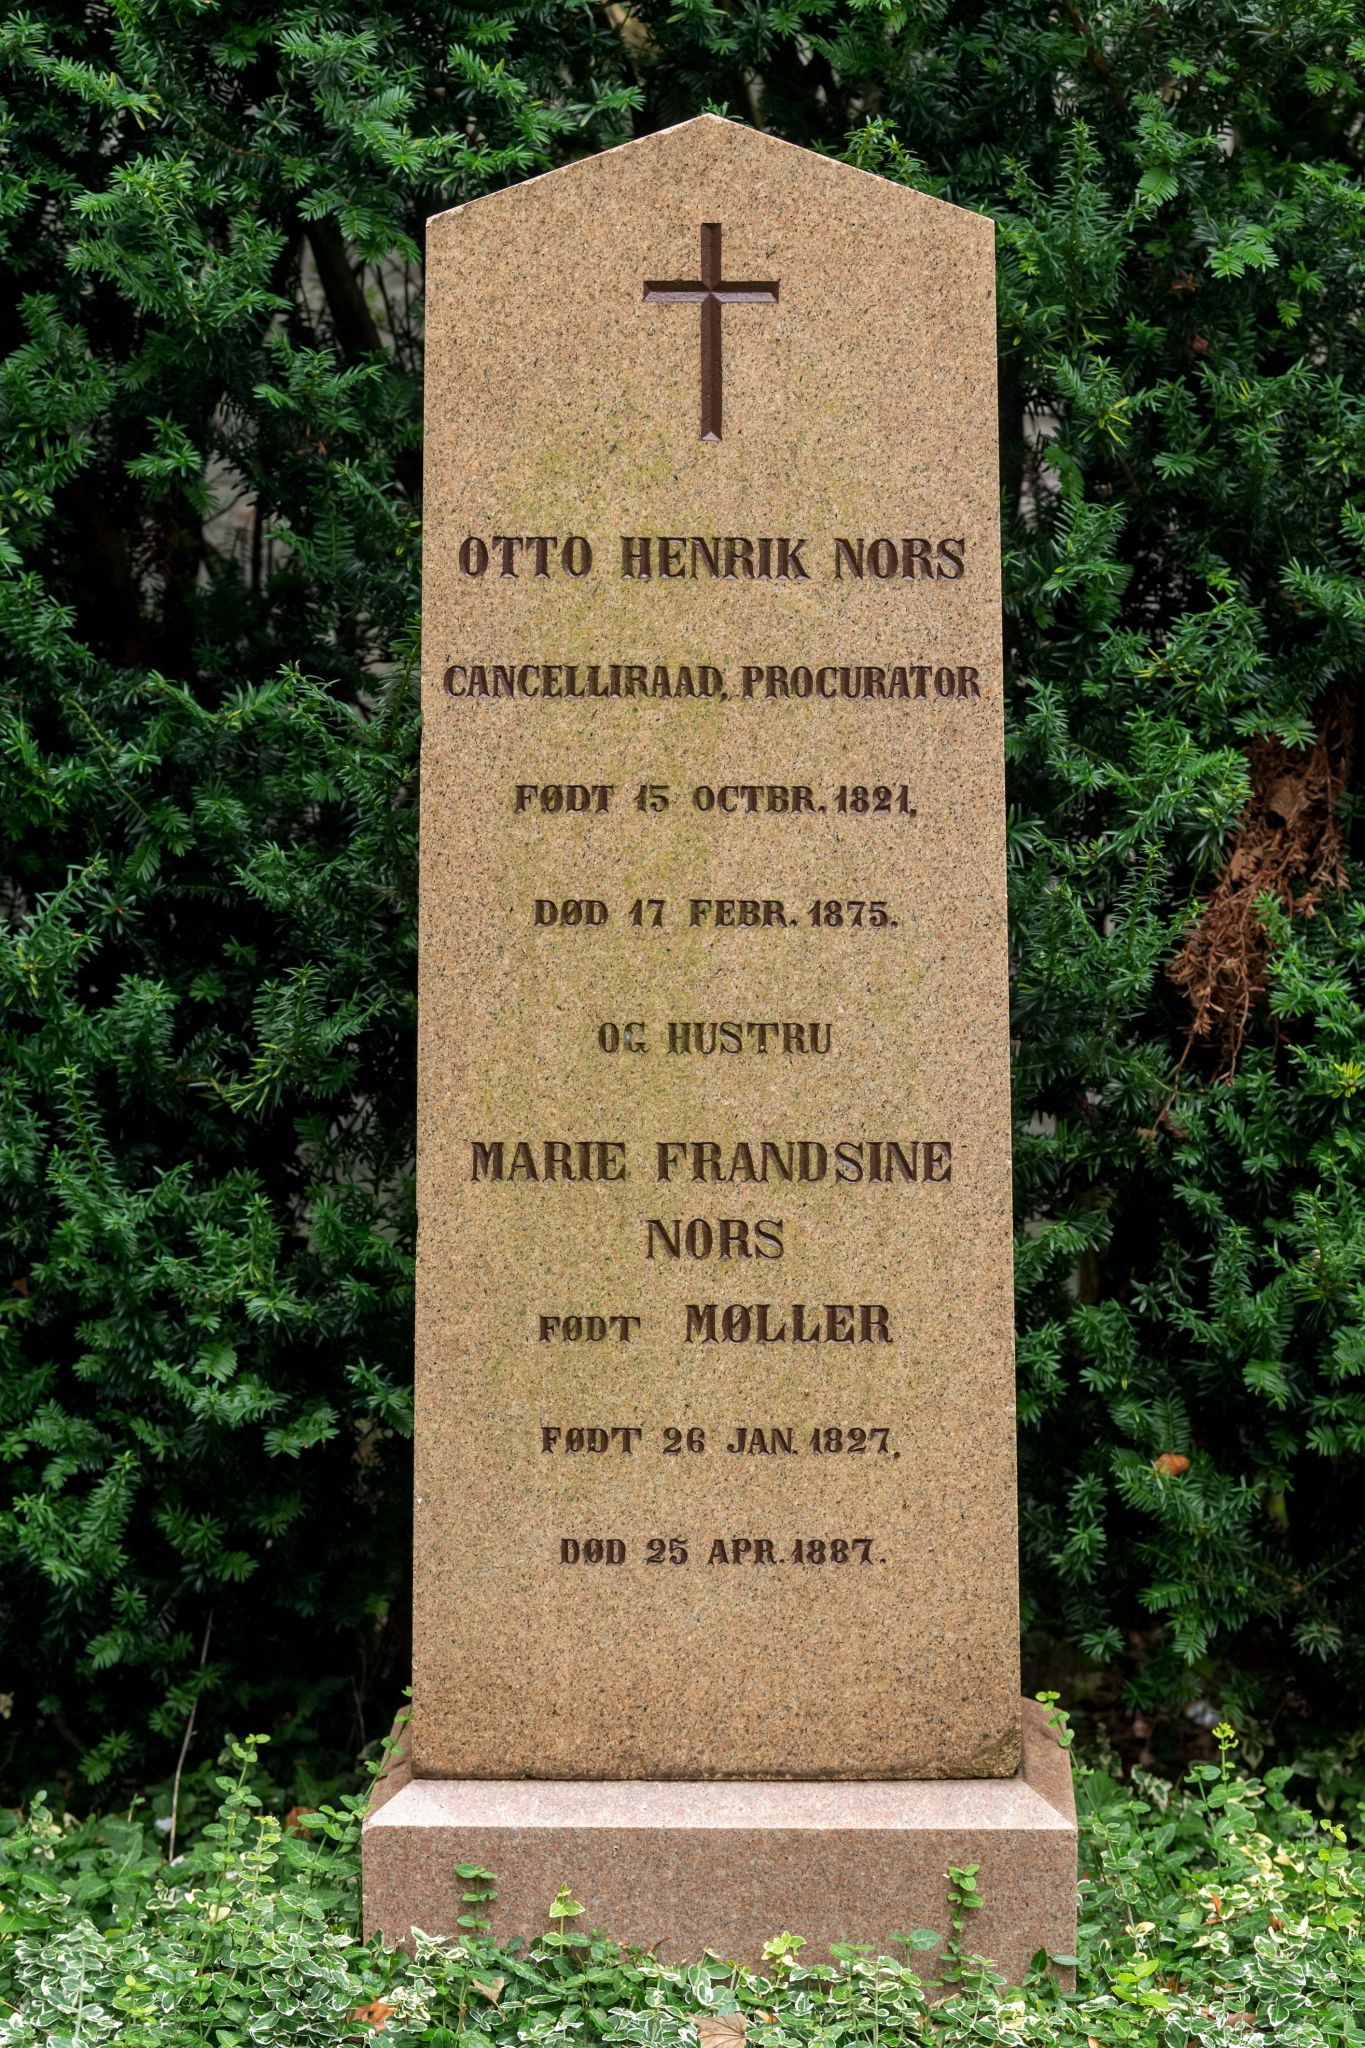 OTTO HENRIK NORS
CANCELLIRAAD, PROCURATOR
FØDT 15 OCTBR. 1821,
DØD 17 FEBR. 1875.
OG HUSTRU
MARIE FRANDSINE
NORS
FØDT MØLLER
FØDT 26 JAN. 1827,
DØD 25 APR. 1887.